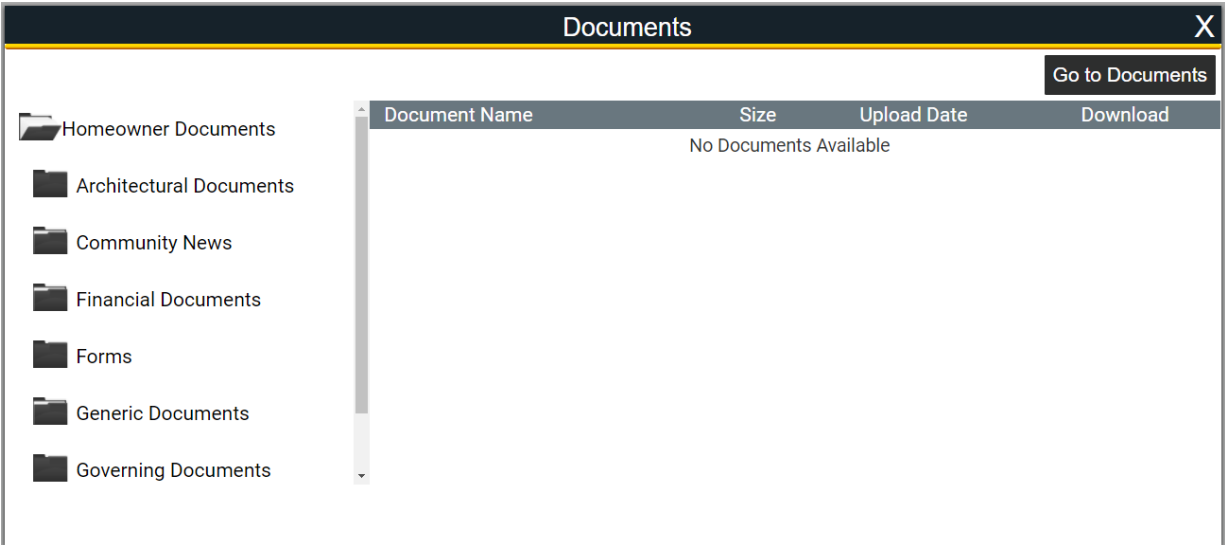 Documents X
Go to Documents
Homeowner Documents
Architectural Documents
Community News
Financial Documents
Forms
Generic Documents
Governing Documents
Document Name Size Upload Date Download
No Documents Available